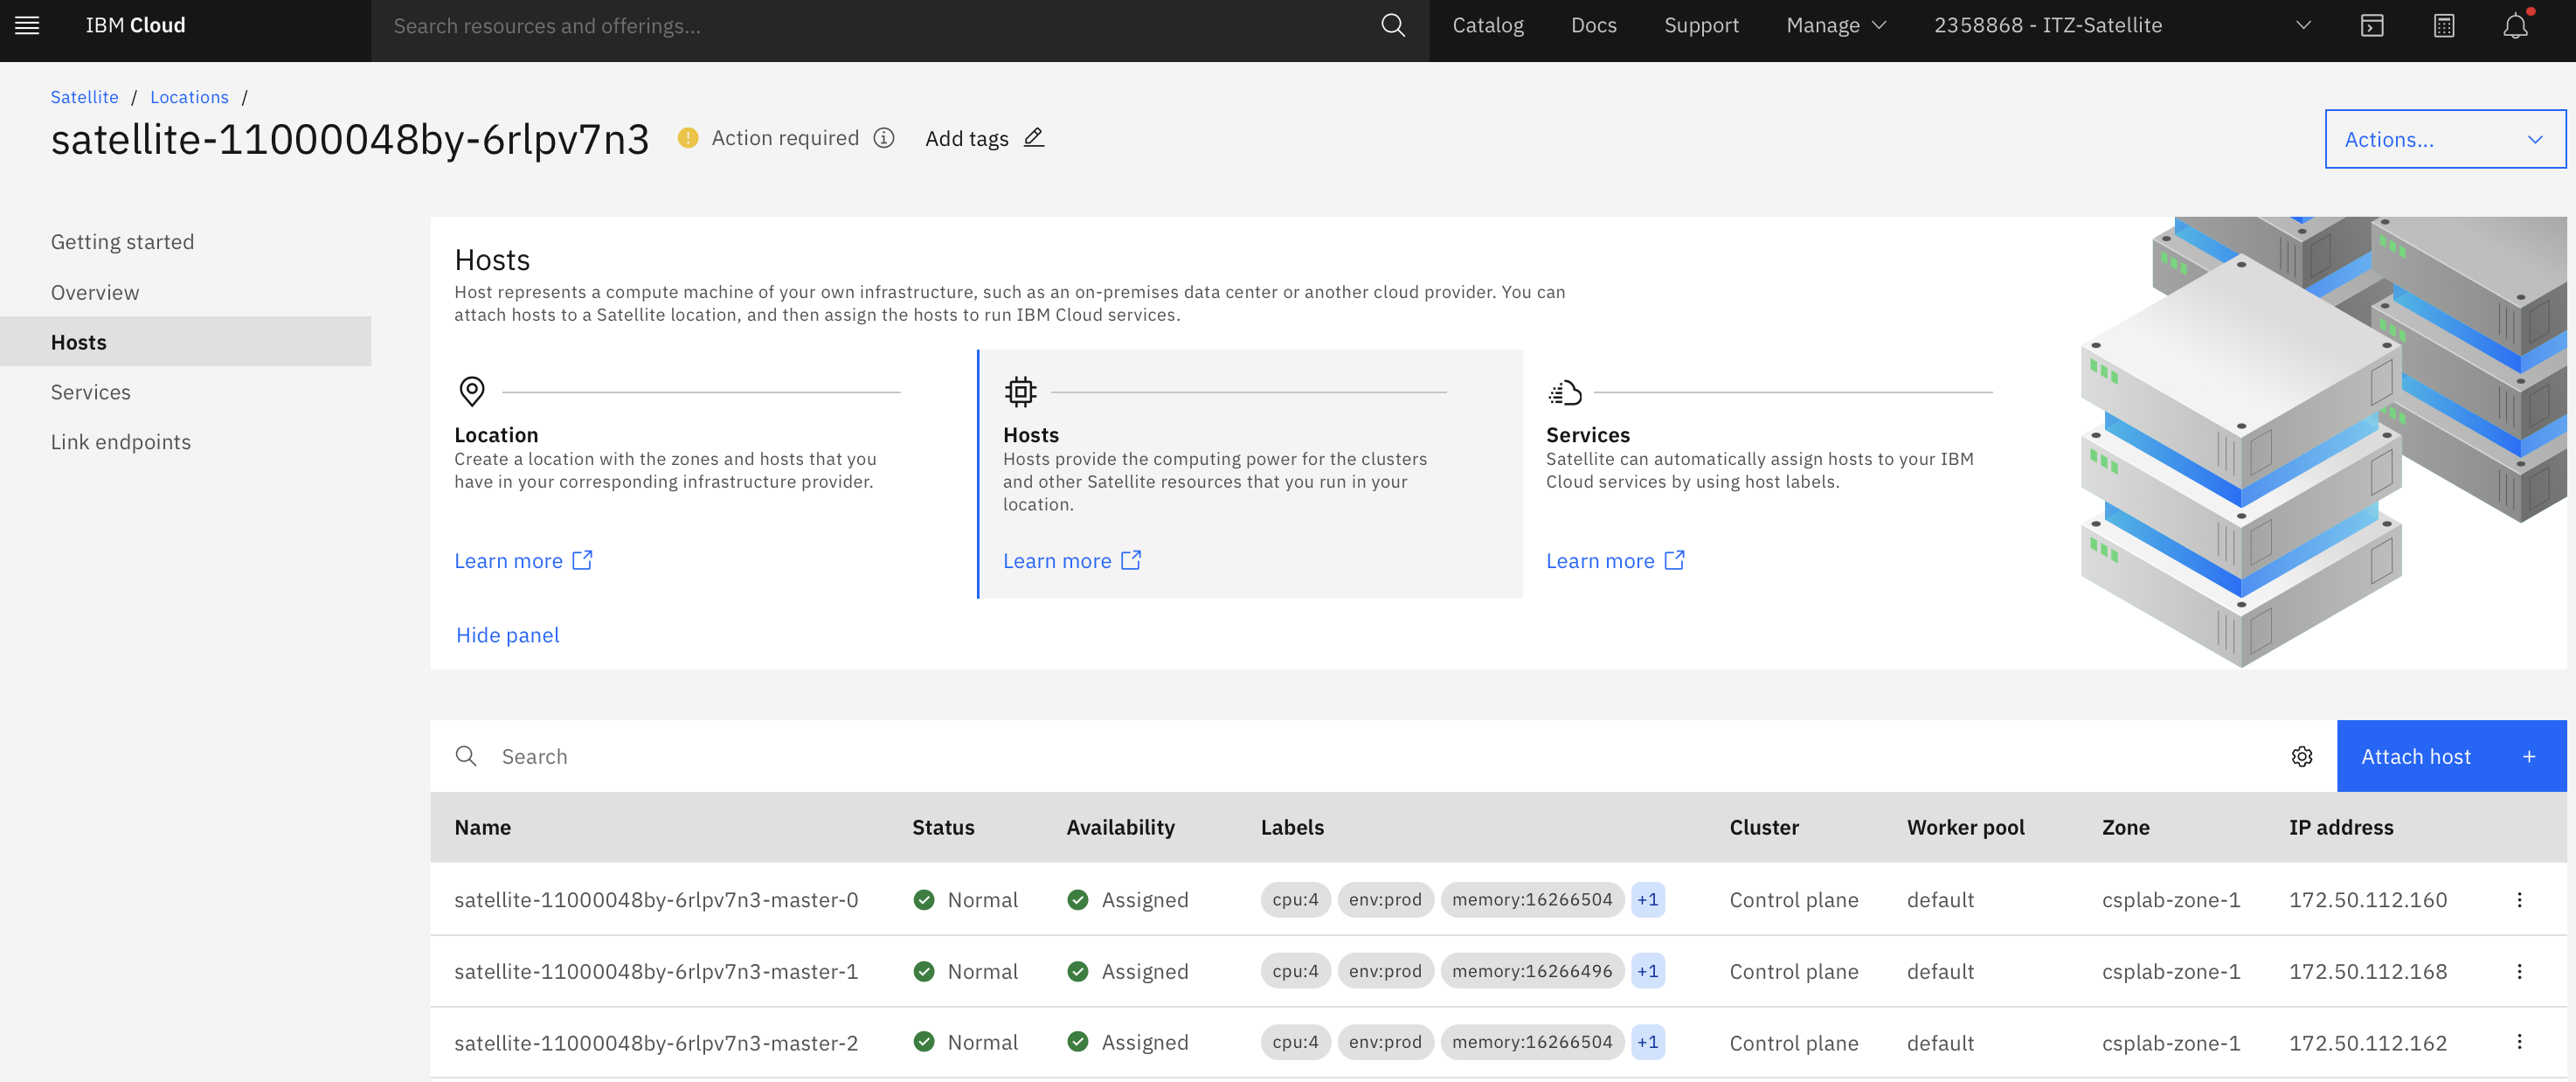 IBM Cloud
Search resources and offerings...
Catalog Docs Support Manage 2358868 - ITZ-Satellite
Satellite / Locations /
satellite-11000048by-6rlpv7n3 Action required Add tags
Actions...
Getting started
Overview
Hosts
Services
Link endpoints
Hosts
Host represents a compute machine of your own infrastructure, such as an on-premises data center or another cloud provider. You can
attach hosts to a Satellite location, and then assign the hosts to run IBM Cloud services.
Location
Create a location with the zones and hosts that you
have in your corresponding infrastructure provider.
Learn more
Hosts
Hosts provide the computing power for the clusters
and other Satellite resources that you run in your
location.
Learn more
Services
Satellite can automatically assign hosts to your IBM
Cloud services by using host labels.
Learn more
Hide panel
Search
Attach host +
Name Status Availability Labels Cluster Worker pool Zone IP address
satellite-11000048by-6rlpv7n3-master-0 Normal Assigned cpu:4 env:prod memory:16266504 +1 Control plane default csplab-zone-1 172.50.112.160
satellite-11000048by-6rlpv7n3-master-1 Normal Assigned cpu:4 env:prod memory:16266496 +1 Control plane default csplab-zone-1 172.50.112.168
satellite-11000048by-6rlpv7n3-master-2 Normal Assigned cpu:4 env:prod memory:16266504 +1 Control plane default csplab-zone-1 172.50.112.162